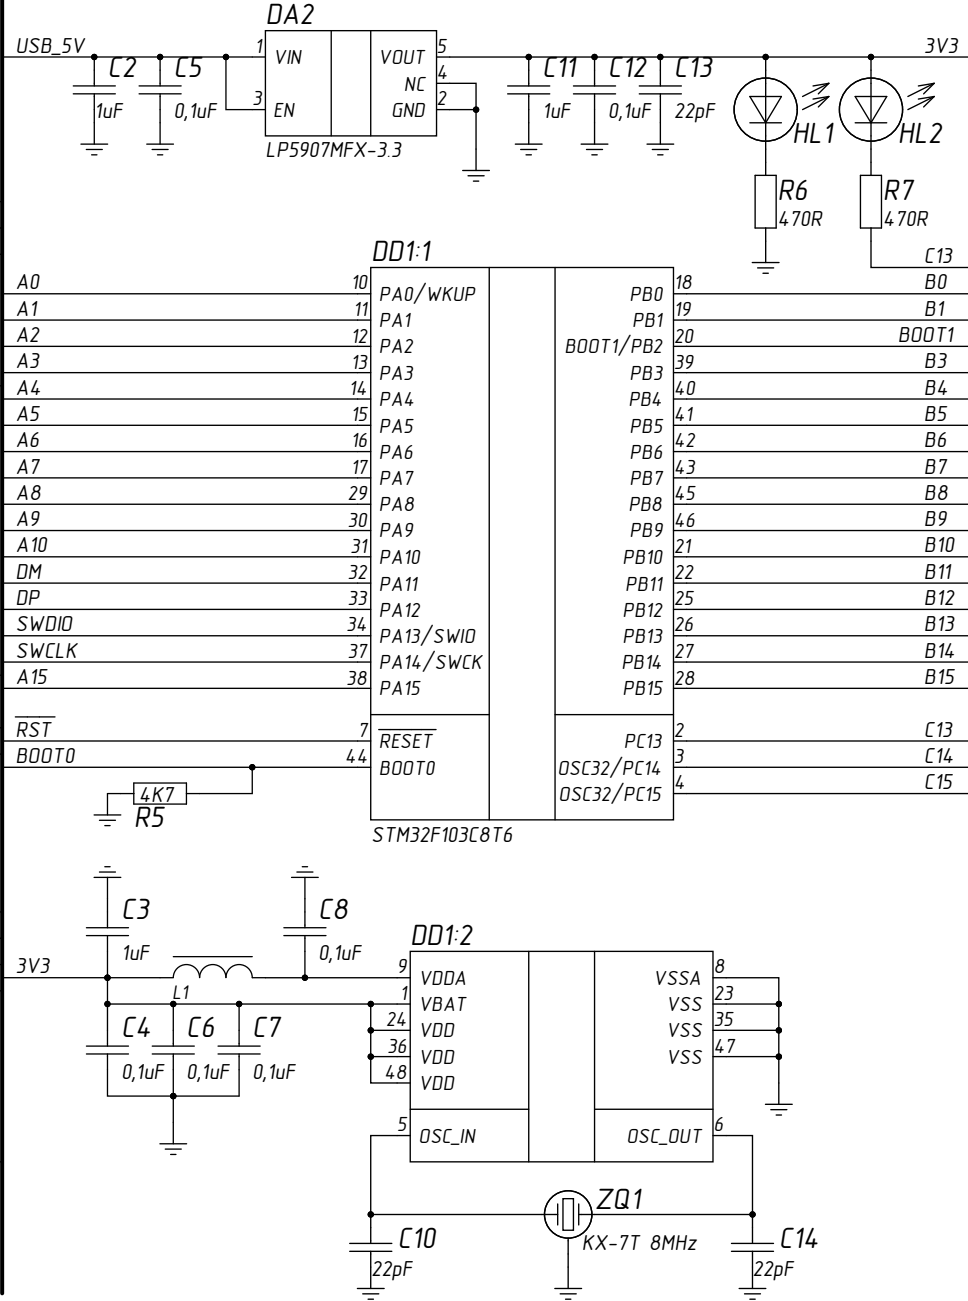 DA2
USB_5V
C2
1uF
C5
0,1uF
1
VIN
3
EN
VOUT
5
NC
4
GND
2
LP5907MFX-3.3
C11
1uF
C12
0,1uF
C13
22pF
3V3
HL1
HL2
R6
470R
R7
470R
C13
DD1:1
A0 10 PA0/WKUP PB0 18 B0
A1 11 PA1 PB1 19 B1
A2 12 PA2 BOOT1/PB2 20 BOOT1
A3 13 PA3 PB3 39 B3
A4 14 PA4 PB4 40 B4
A5 15 PA5 PB5 41 B5
A6 16 PA6 PB6 42 B6
A7 17 PA7 PB7 43 B7
A8 29 PA8 PB8 45 B8
A9 30 PA9 PB9 46 B9
A10 31 PA10 PB10 21 B10
DM 32 PA11 PB11 22 B11
DP 33 PA12 PB12 25 B12
SWDIO 34 PA13/SWIO PB13 26 B13
SWCLK 37 PA14/SWCK PB14 27 B14
A15 38 PA15 PB15 28 B15
RST 7 RESET PC13 2 C13
BOOT0 44 BOOT0 OSC32/PC14 3 C14
OSC32/PC15 4 C15
4K7
R5
STM32F103C8T6
C3
1uF
C8
0,1uF
3V3
L1
C4
0,1uF
C6
0,1uF
C7
0,1uF
DD1:2
9 VDDA VSSA 8
1 VBAT VSS 23
24 VDD VSS 35
36 VDD VSS 47
48 VDD
5 OSC_IN OSC_OUT 6
ZQ1
KX-7T 8MHz
C10
22pF
C14
22pF